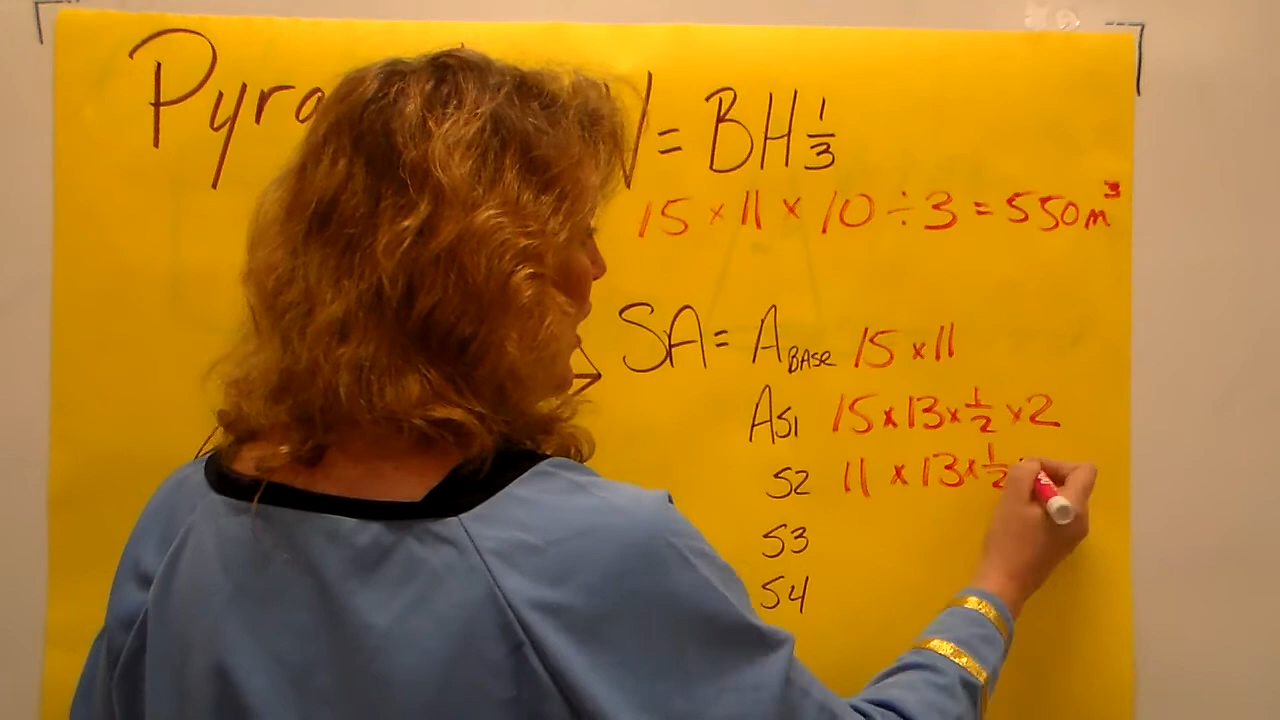 Pyra V = BH 1/3
15 × 11 × 10 ÷ 3 = 550m³
SA = A BASE 15 × 11
AS1 15 × 13 × 1/2 × 2
S2 11 × 13 × 1/2
S3
S4